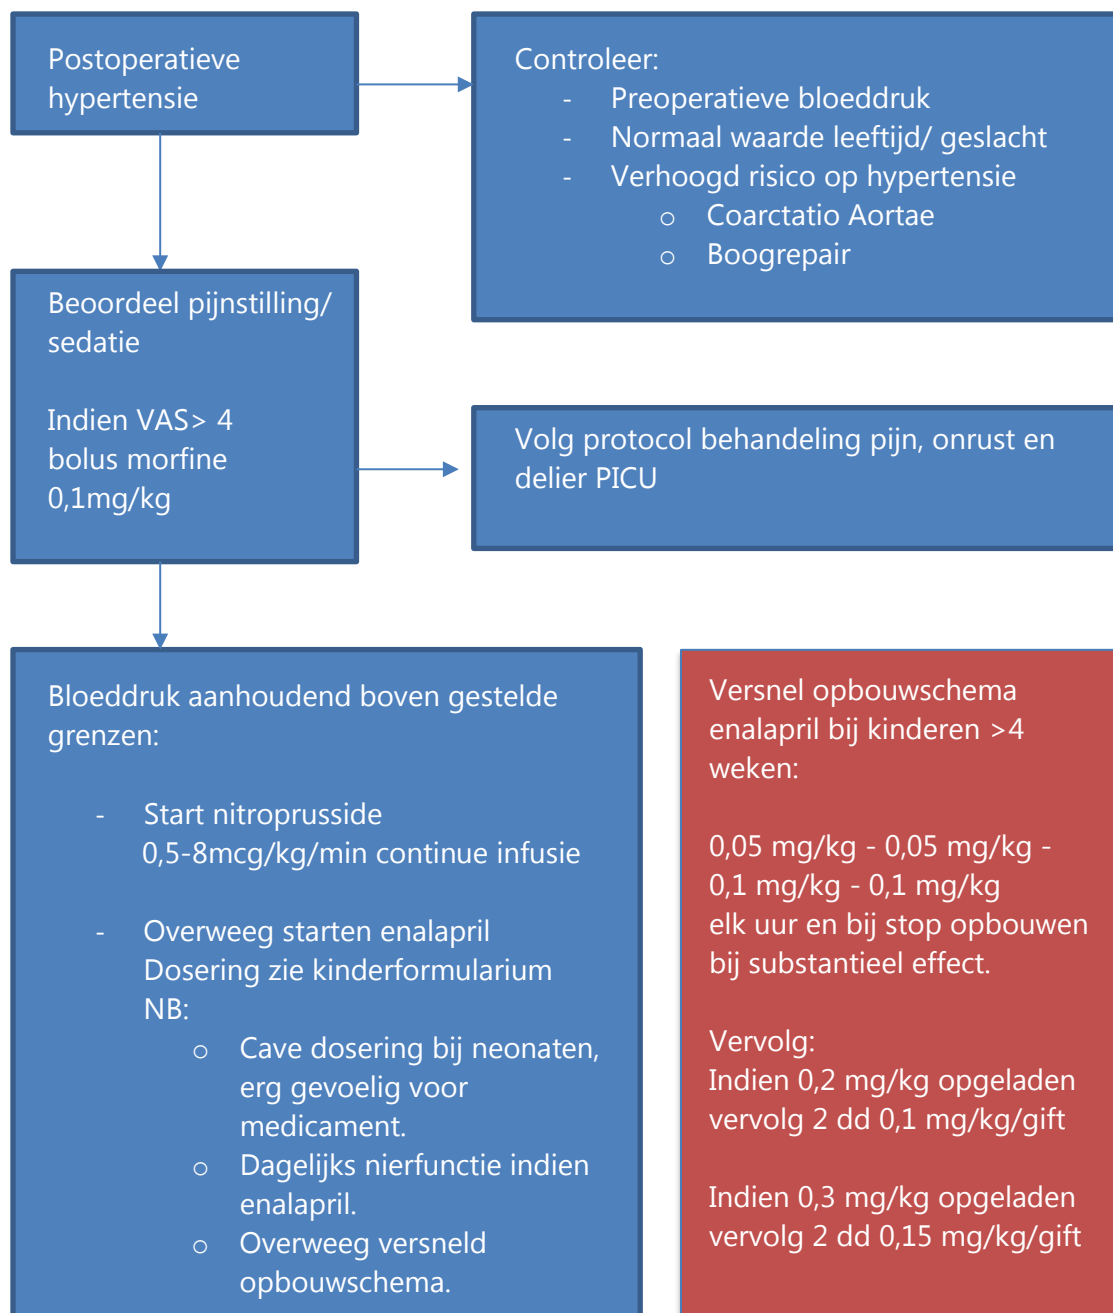 Postoperatieve
hypertensie
Controleer:
- Preoperatieve bloeddruk
- Normaal waarde leeftijd/ geslacht
- Verhoogd risico op hypertensie
o Coarctatio Aortae
o Boogrepair
Beoordeel pijnstilling/
sedatie
Indien VAS> 4
bolus morfine
0,1mg/kg
Volg protocol behandeling pijn, onrust en
delier PICU
Bloeddruk aanhoudend boven gestelde
grenzen:
- Start nitroprusside
0,5-8mcg/kg/min continue infusie
- Overweeg starten enalapril
Dosering zie kinderformularium
NB:
o Cave dosering bij neonaten,
erg gevoelig voor
medicament.
o Dagelijks nierfunctie indien
enalapril.
o Overweeg versneld
opbouwschema.
Versnel opbouwschema
enalapril bij kinderen >4
weken:
0,05 mg/kg - 0,05 mg/kg -
0,1 mg/kg - 0,1 mg/kg
elk uur en bij stop opbouwen
bij substantieel effect.
Vervolg:
Indien 0,2 mg/kg opgeladen
vervolg 2 dd 0,1 mg/kg/gift
Indien 0,3 mg/kg opgeladen
vervolg 2 dd 0,15 mg/kg/gift